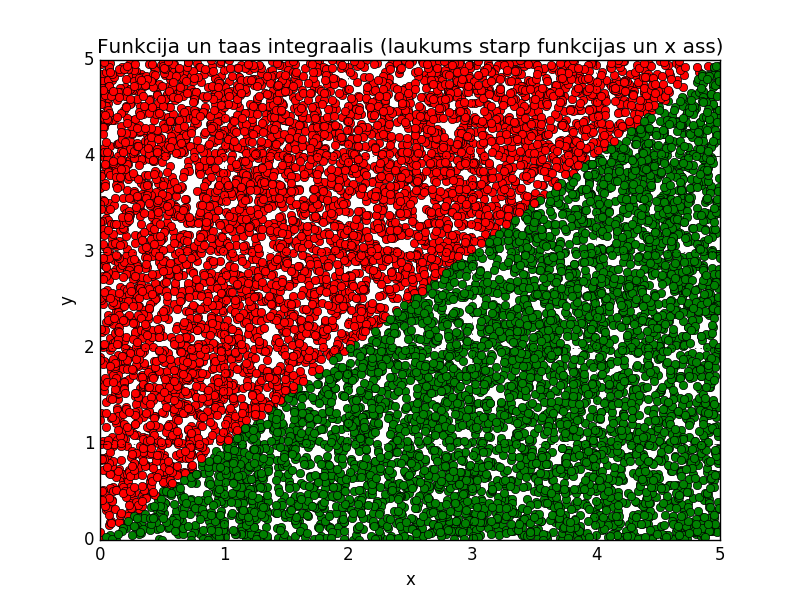 Funkcija un taas integraalis (laukums starp funkcijas un x ass)
5
4
3
2
1
0
y
0 1 2 3 4 5
x